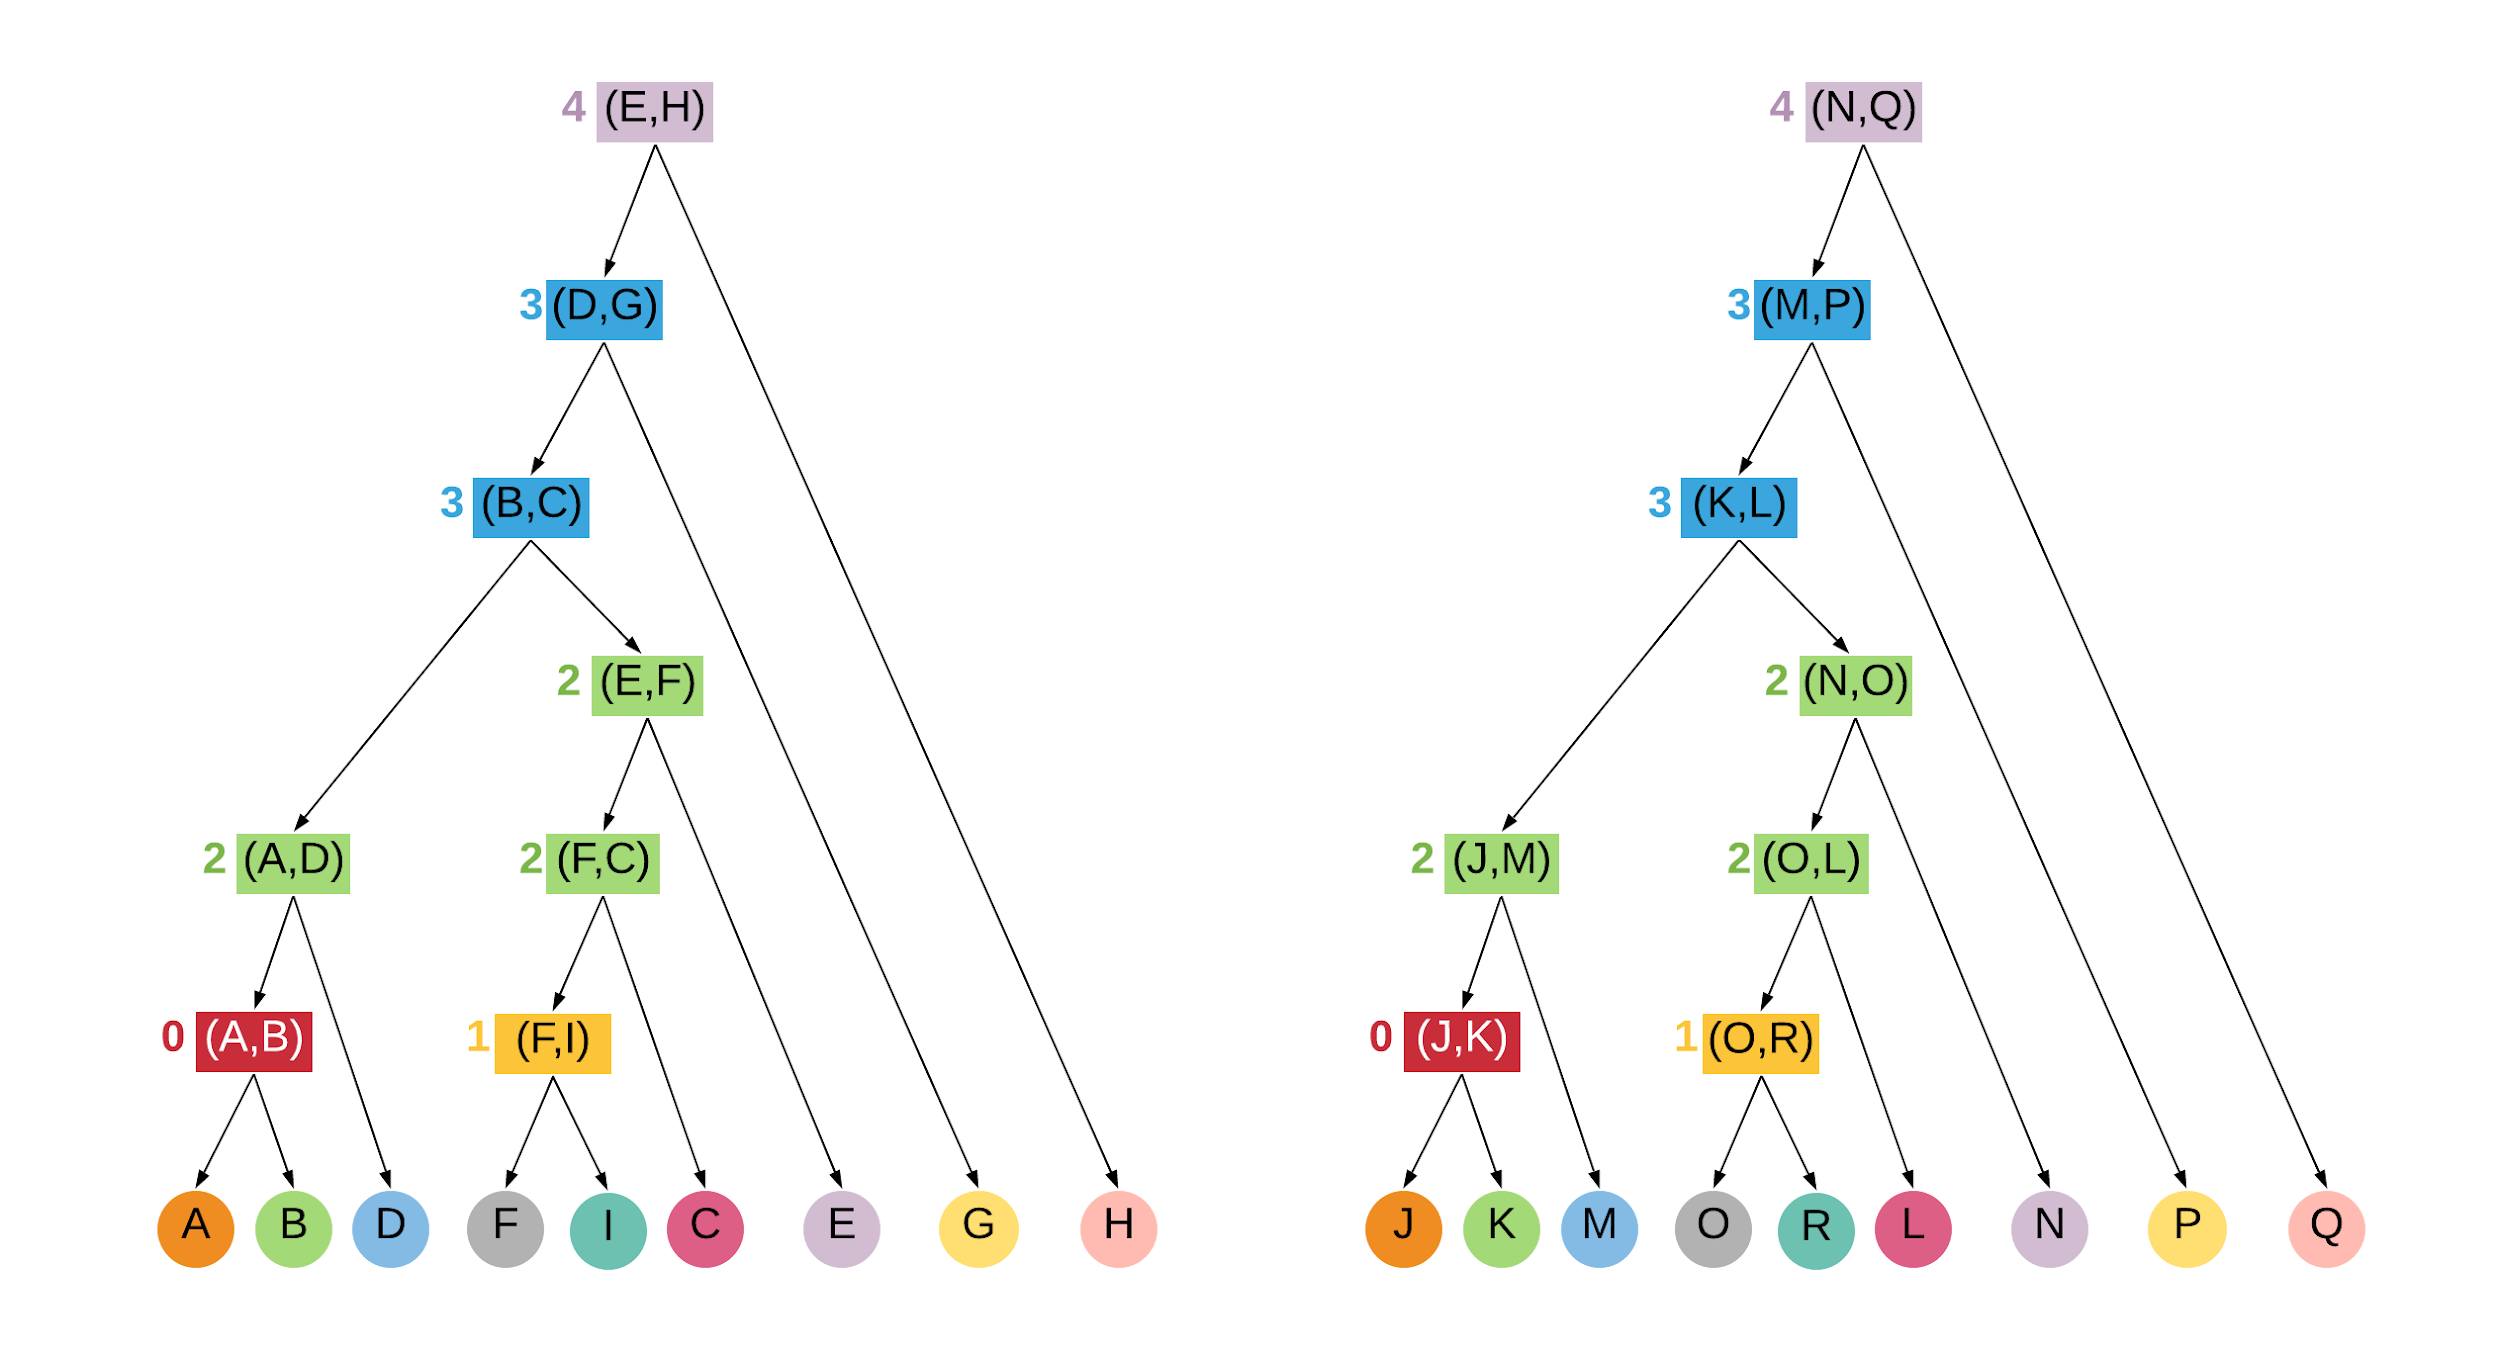 4 (E,H) 4 (N,Q)
3 (D,G) 3 (M,P)
3 (B,C) 3 (K,L)
2 (E,F) 2 (N,O)
2 (A,D) 2 (F,C) 2 (J,M) 2 (O,L)
0 (A,B) 1 (F,I) 0 (J,K) 1 (O,R)
A B D F I C E G H J K M O R L N P Q